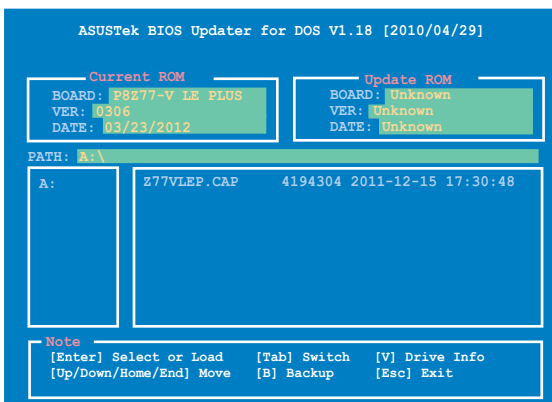 ASUSTek BIOS Updater for DOS V1.18 [2010/04/29]
Current ROM
BOARD: P8Z77-V LE PLUS
VER: 0306
DATE: 03/23/2012
Update ROM
BOARD: Unknown
VER: Unknown
DATE: Unknown
PATH: A:\
A:
Z77VLEP.CAP 4194304 2011-12-15 17:30:48
Note
[Enter] Select or Load [Tab] Switch [V] Drive Info
[Up/Down/Home/End] Move [B] Backup [Esc] Exit